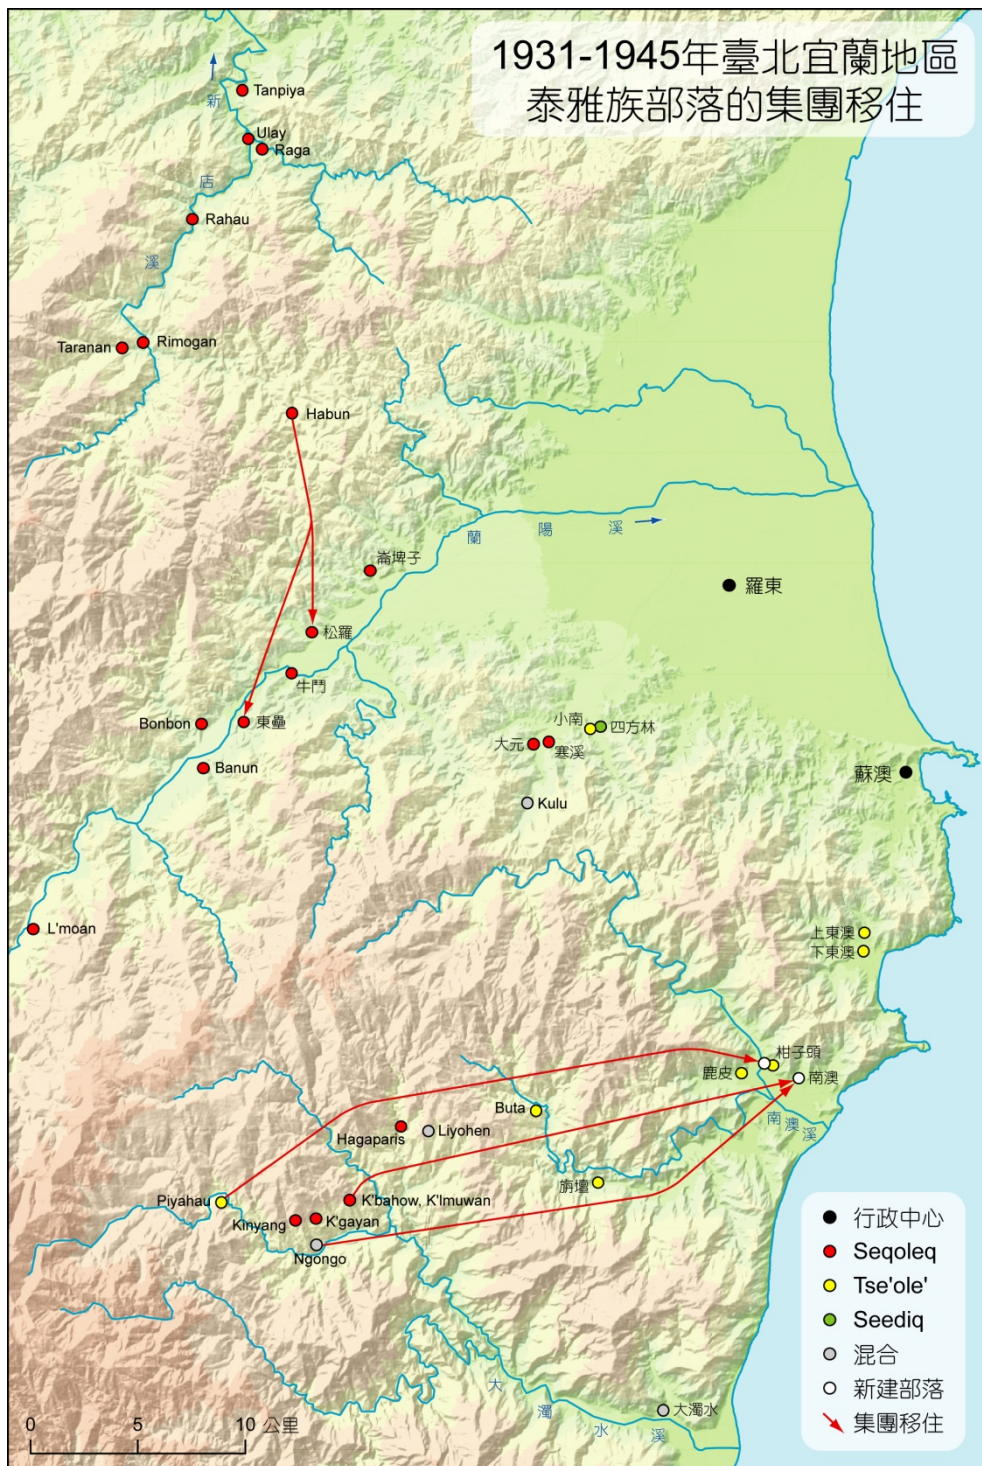 1931-1945年臺北宜蘭地區
泰雅族部落的集團移住
Tanpiya
新
Ulay
Raga
店
Rahau
溪
Rimogan
Taranan
Habun
蘭 陽 溪
崙埤子
羅東
松羅
牛鬥
小南
四方林
Bonbon
東壘
大元
寒溪
Banun
蘇澳
Kulu
L'moan
上東澳
下東澳
柑子頭
鹿皮
南澳
Buta
南 澳 溪
Hagaparis
Liyohen
旃壇
Piyahau
K'bahow, K'lmuwan
Kinyang
K'gayan
Ngongo
大 濁 水 溪
大濁水
行政中心
Seqoleq
Tse'ole'
Seediq
混合
新建部落
集團移住
0 5 10 公里